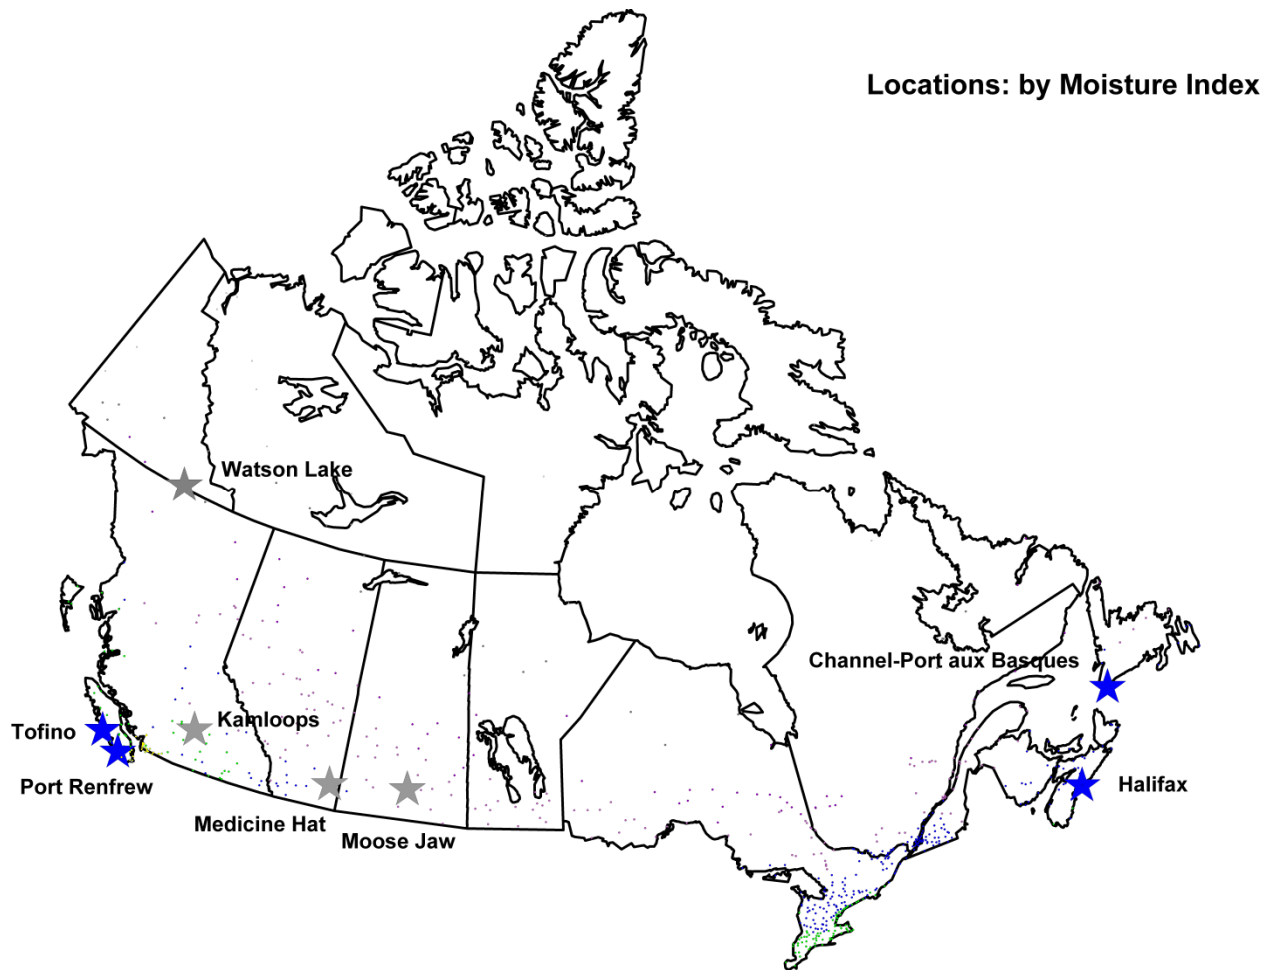 Locations: by Moisture Index
Watson Lake
Channel-Port aux Basques
Kamloops
Tofino
Port Renfrew
Halifax
Medicine Hat
Moose Jaw